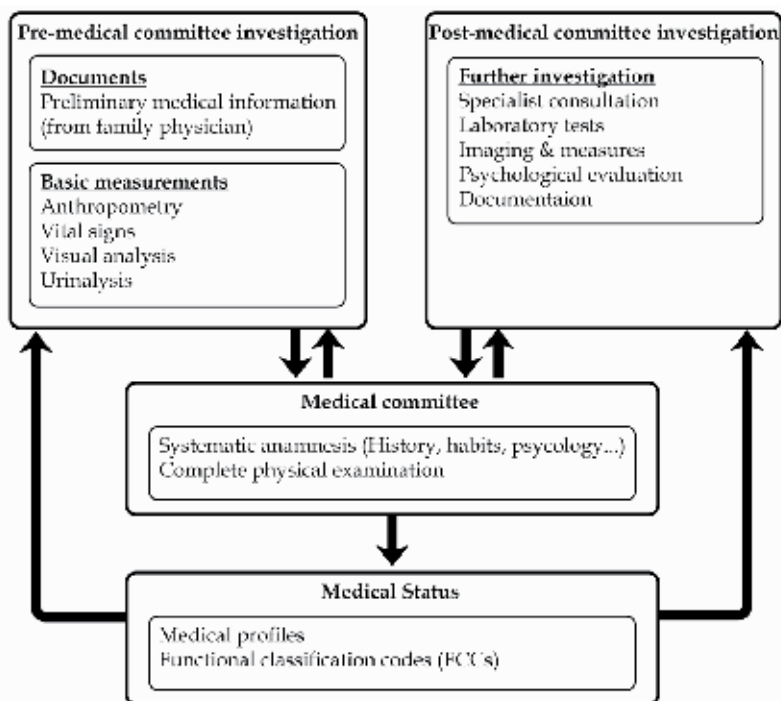 Pre-medical committee investigation
Documents
Preliminary medical information
(from family physician)
Basic measurements
Anthropometry
Vital signs
Visual analysis
Urinalysis
Post-medical committee investigation
Further investigation
Specialist consultation
Laboratory tests
Imaging & measures
Psychological evaluation
Documentaion
Medical committee
Systematic anamnesis (History, habits, psycology...)
Complete physical examination
Medical Status
Medical profiles
Functional classification codes (FCCs)